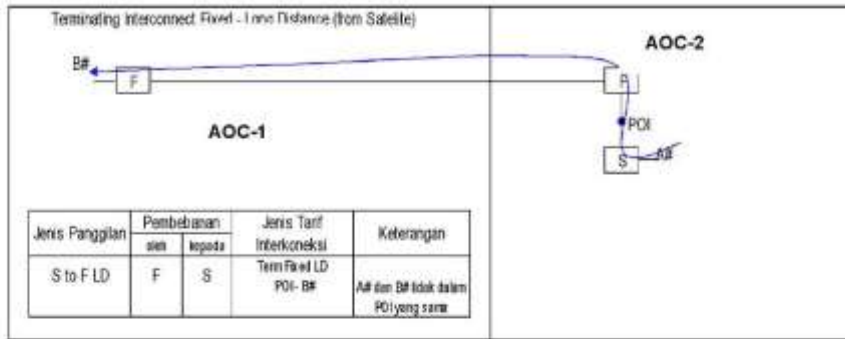 Terminating Interconnect Fixed - Long Distance (from Satelite)
AOC-2
B#
F
POI
AOC-1
S
A#
Jenis Panggilan
Pembebanan
Jenis Tarif
Interkoneksi
Keterangan
oleh
kepada
S to F LD
F
S
Term Fixed LD
POI- B#
A# dan B# tidak dalam
POI yang sama